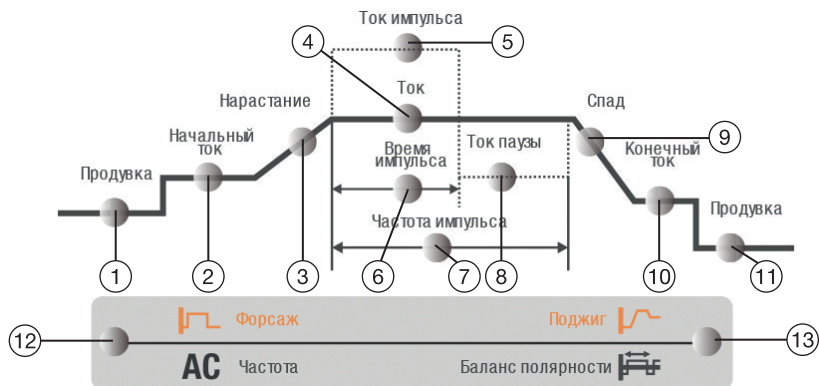 Ток импульса
4
5
Ток
Нарастание
Спад
Начальный
ток
9
Время
импульса
Ток паузы
Конечный
ток
Продувка
Продувка
Частота импульса
1
2
3
6
7
8
10
11
12
Форсаж
Поджиг
13
AC
Частота
Баланс полярности